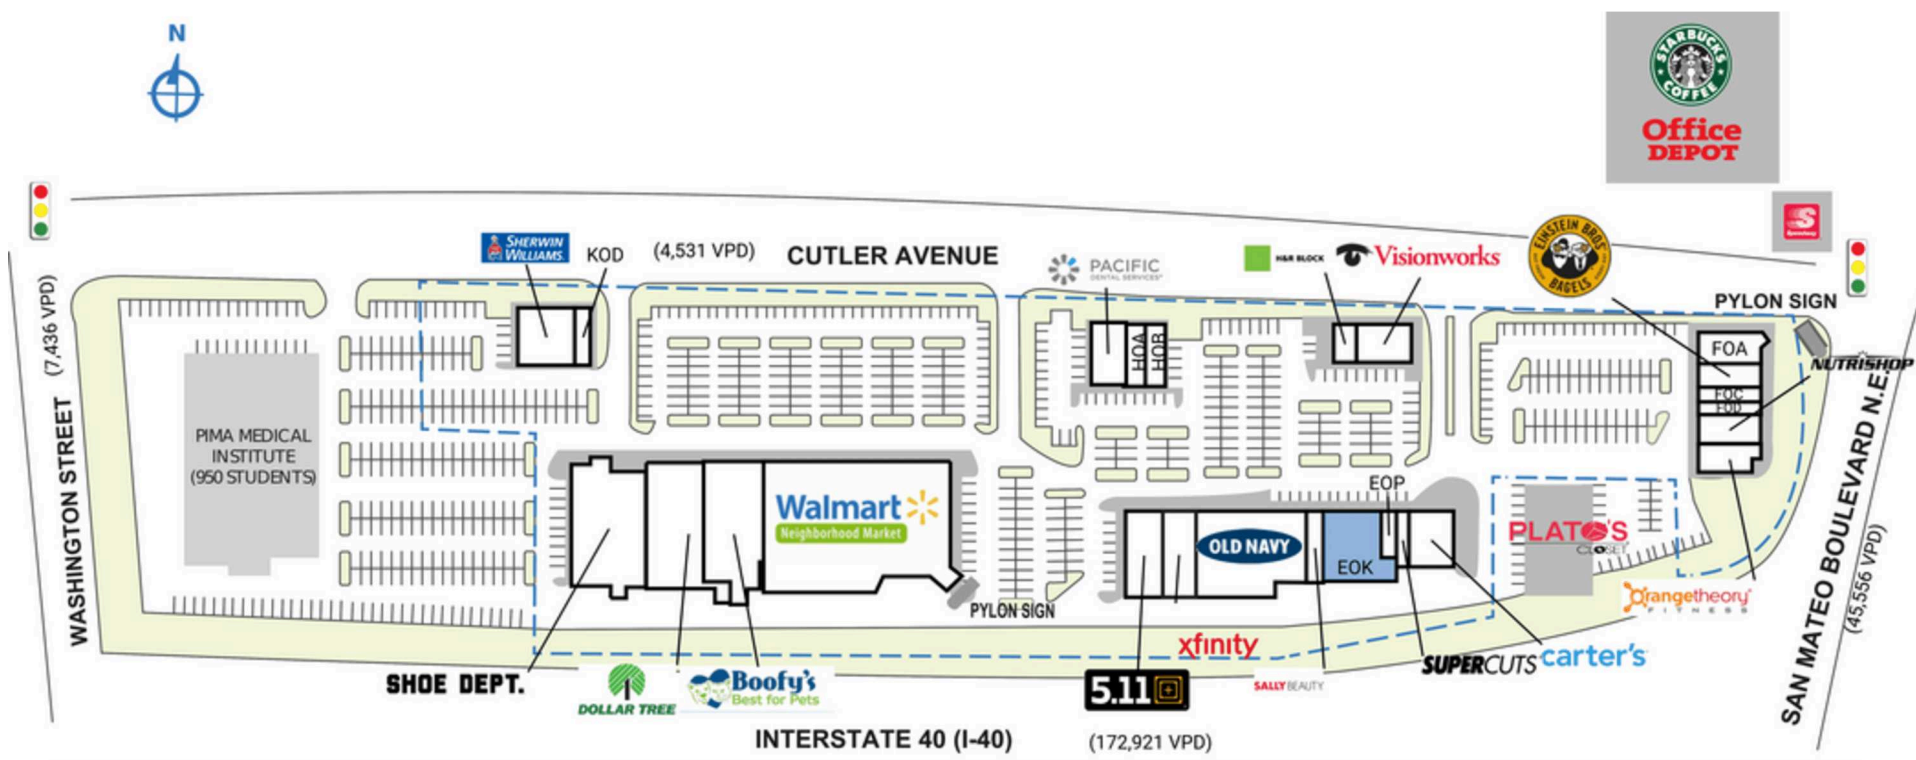 N
STARBUCKS
COFFEE
Office
DEPOT
Speedway
EINSTEIN BROS
BAGELS
SHERWIN
WILLIAMS.
KOD
(4,531 VPD)
CUTLER AVENUE
PACIFIC
DENTAL SERVICES
H&R BLOCK
Visionworks
PYLON SIGN
NUTRISHOP
FOA
FOC
FOD
HOA
HOB
WASHINGTON STREET
(7,436 VPD)
PIMA MEDICAL
INSTITUTE
(950 STUDENTS)
Walmart
Neighborhood Market
EOP
OLD NAVY
EOK
PLATO'S
CLOSET
PYLON SIGN
Orangetheory
FITNESS
SAN MATEO BOULEVARD N.E.
(45,556 VPD)
xfinity
SHOE DEPT.
DOLLAR TREE
Boofy's
Best for Pets
5.11
SALLY BEAUTY
SUPERCUTS
carter's
INTERSTATE 40 (I-40)
(172,921 VPD)